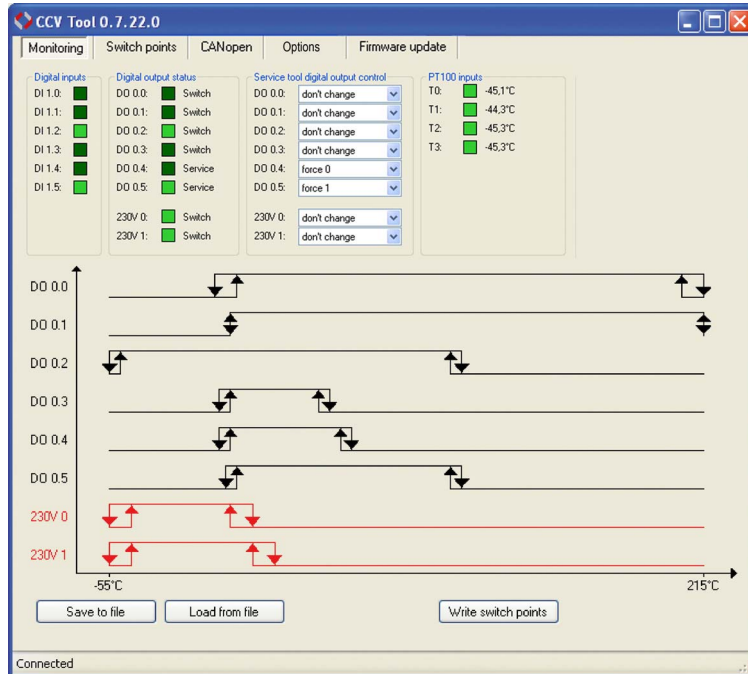 CCV Tool 0.7.22.0
Monitoring Switch points CANopen Options Firmware update
Digital inputs
DI 1.0:
DI 1.1:
DI 1.2:
DI 1.3:
DI 1.4:
DI 1.5:
Digital output status
DO 0.0: Switch
DO 0.1: Switch
DO 0.2: Switch
DO 0.3: Switch
DO 0.4: Service
DO 0.5: Service
230V 0: Switch
230V 1: Switch
Service tool digital output control
DO 0.0: don't change
DO 0.1: don't change
DO 0.2: don't change
DO 0.3: don't change
DO 0.4: force 0
DO 0.5: force 1
230V 0: don't change
230V 1: don't change
PT100 inputs
T0: -45,1°C
T1: -44,3°C
T2: -45,3°C
T3: -45,3°C
DO 0.0
DO 0.1
DO 0.2
DO 0.3
DO 0.4
DO 0.5
230V 0
230V 1
-55°C 215°C
Save to file Load from file Write switch points
Connected